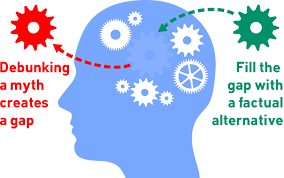 Debunking
a myth
creates
a gap
Fill the
gap with
a factual
alternative